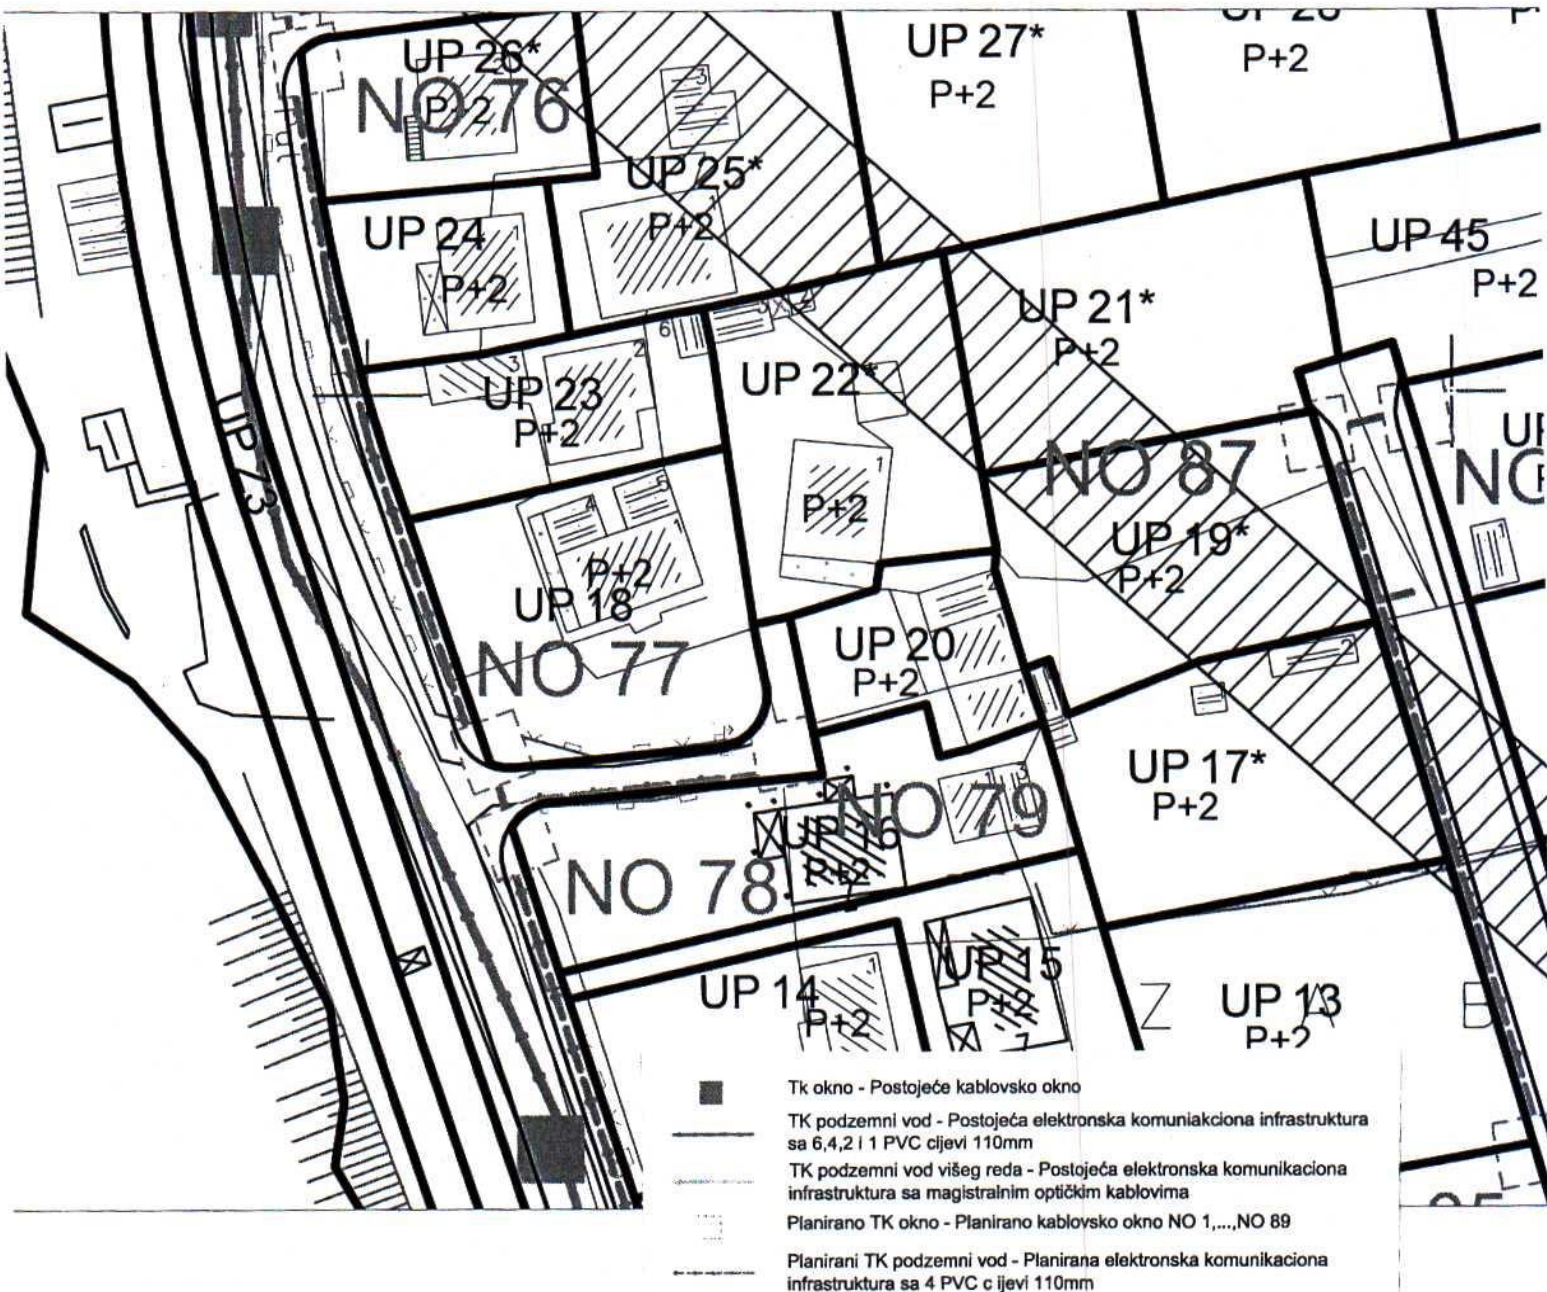 UP 26*
P+2
NO 76
UP 27*
P+2
P+2
UP 25*
P+2
UP 24
P+2
UP 45
P+2
UP 21*
P+2
UP 23
P+2
UP 22*
P+2
UP Z3
NO 87
UP 19*
P+2
P+2
UP 18
NO 77
UP 20
P+2
UP 17*
P+2
NO 79
UP 16
P+2
NO 78
UP 14
P+2
UP 15
P+2
Z A B
UP 13
P+2
Tk okno - Postojeće kablovsko okno
TK podzemni vod - Postojeća elektronska komuniakciona infrastruktura
sa 6,4,2 i 1 PVC cijevi 110mm
TK podzemni vod višeg reda - Postojeća elektronska komunikaciona
infrastruktura sa magistralnim optičkim kablovima
Planirano TK okno - Planirano kablovsko okno NO 1,...,NO 89
Planirani TK podzemni vod - Planirana elektronska komunikaciona
infrastruktura sa 4 PVC c ijevi 110mm